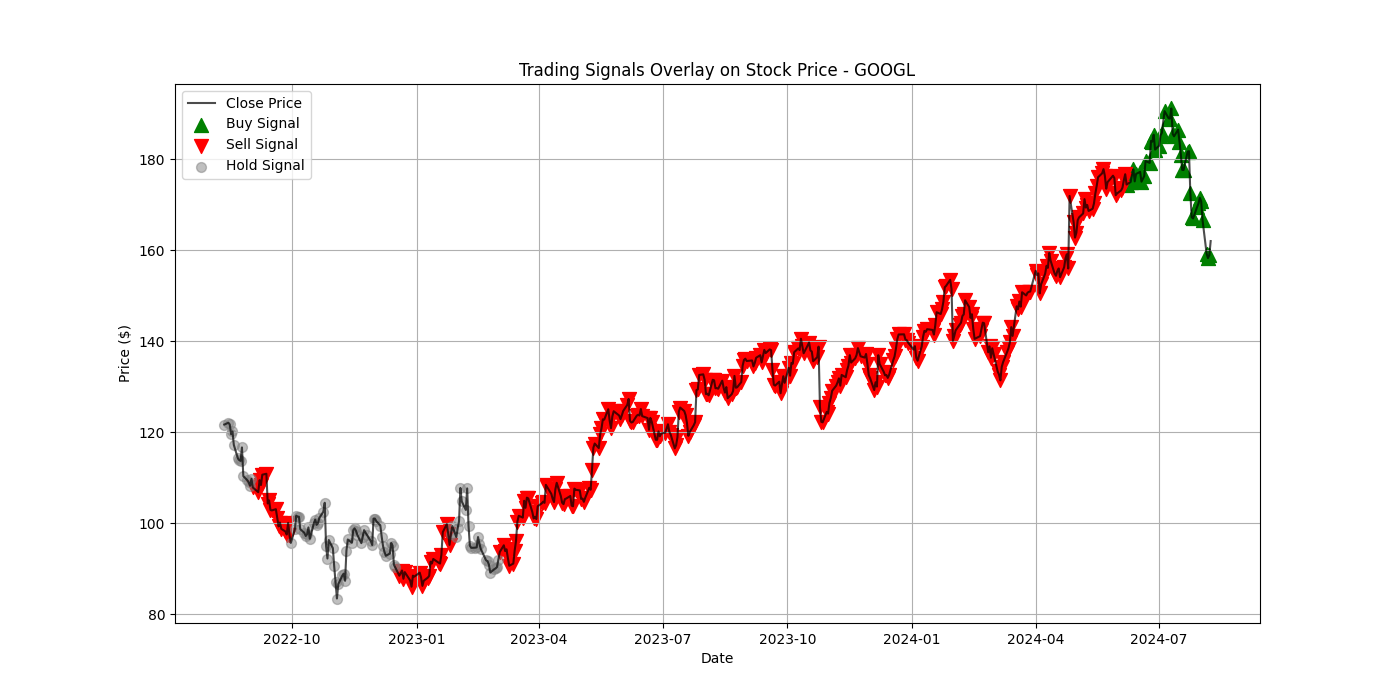 Trading Signals Overlay on Stock Price - GOOGL
Close Price
Buy Signal
Sell Signal
Hold Signal
Price ($)
180
160
140
120
100
80
2022-10
2023-01
2023-04
2023-07
2023-10
2024-01
2024-04
2024-07
Date